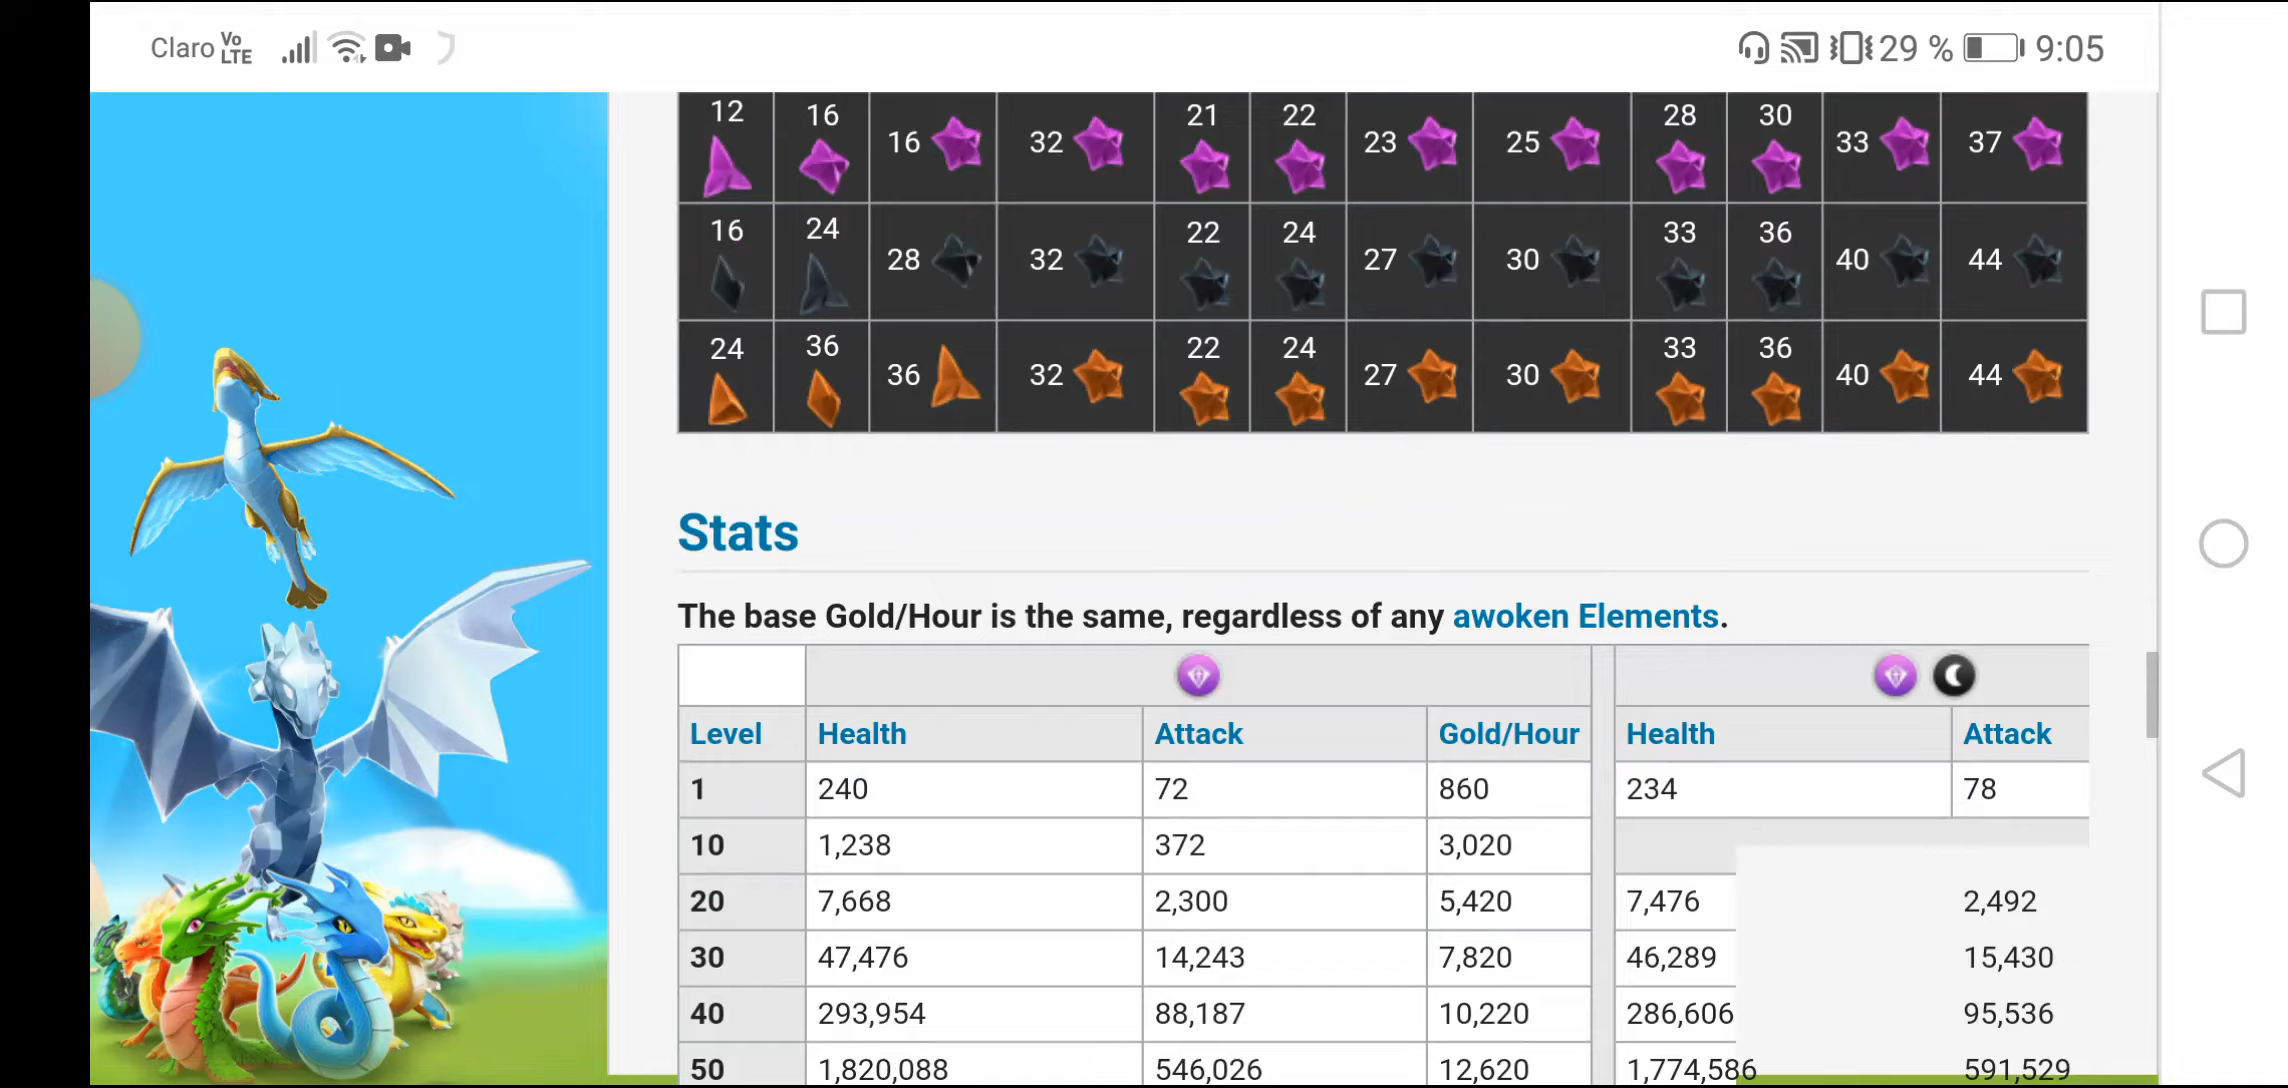 Claro Vo LTE 29 % 9:05
12 16 16 32 21 22 23 25 28 30 33 37
16 24 28 32 22 24 27 30 33 36 40 44
24 36 36 32 22 24 27 30 33 36 40 44
Stats
The base Gold/Hour is the same, regardless of any awoken Elements.
Level Health Attack Gold/Hour Health Attack
1 240 72 860 234 78
10 1,238 372 3,020
20 7,668 2,300 5,420 7,476 2,492
30 47,476 14,243 7,820 46,289 15,430
40 293,954 88,187 10,220 286,606 95,536
50 1,820,088 546,026 12,620 1,774,586 591,529